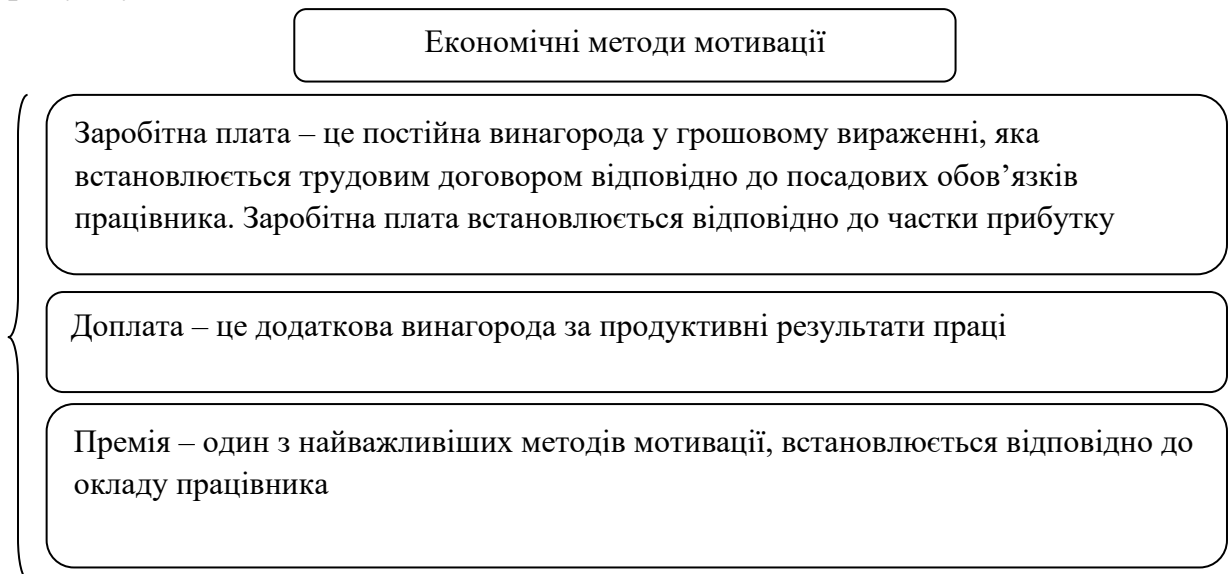 Економічні методи мотивації
Заробітна плата – це постійна винагорода у грошовому вираженні, яка
встановлюється трудовим договором відповідно до посадових обов’язків
працівника. Заробітна плата встановлюється відповідно до частки прибутку
Доплата – це додаткова винагорода за продуктивні результати праці
Премія – один з найважливіших методів мотивації, встановлюється відповідно до
окладу працівника